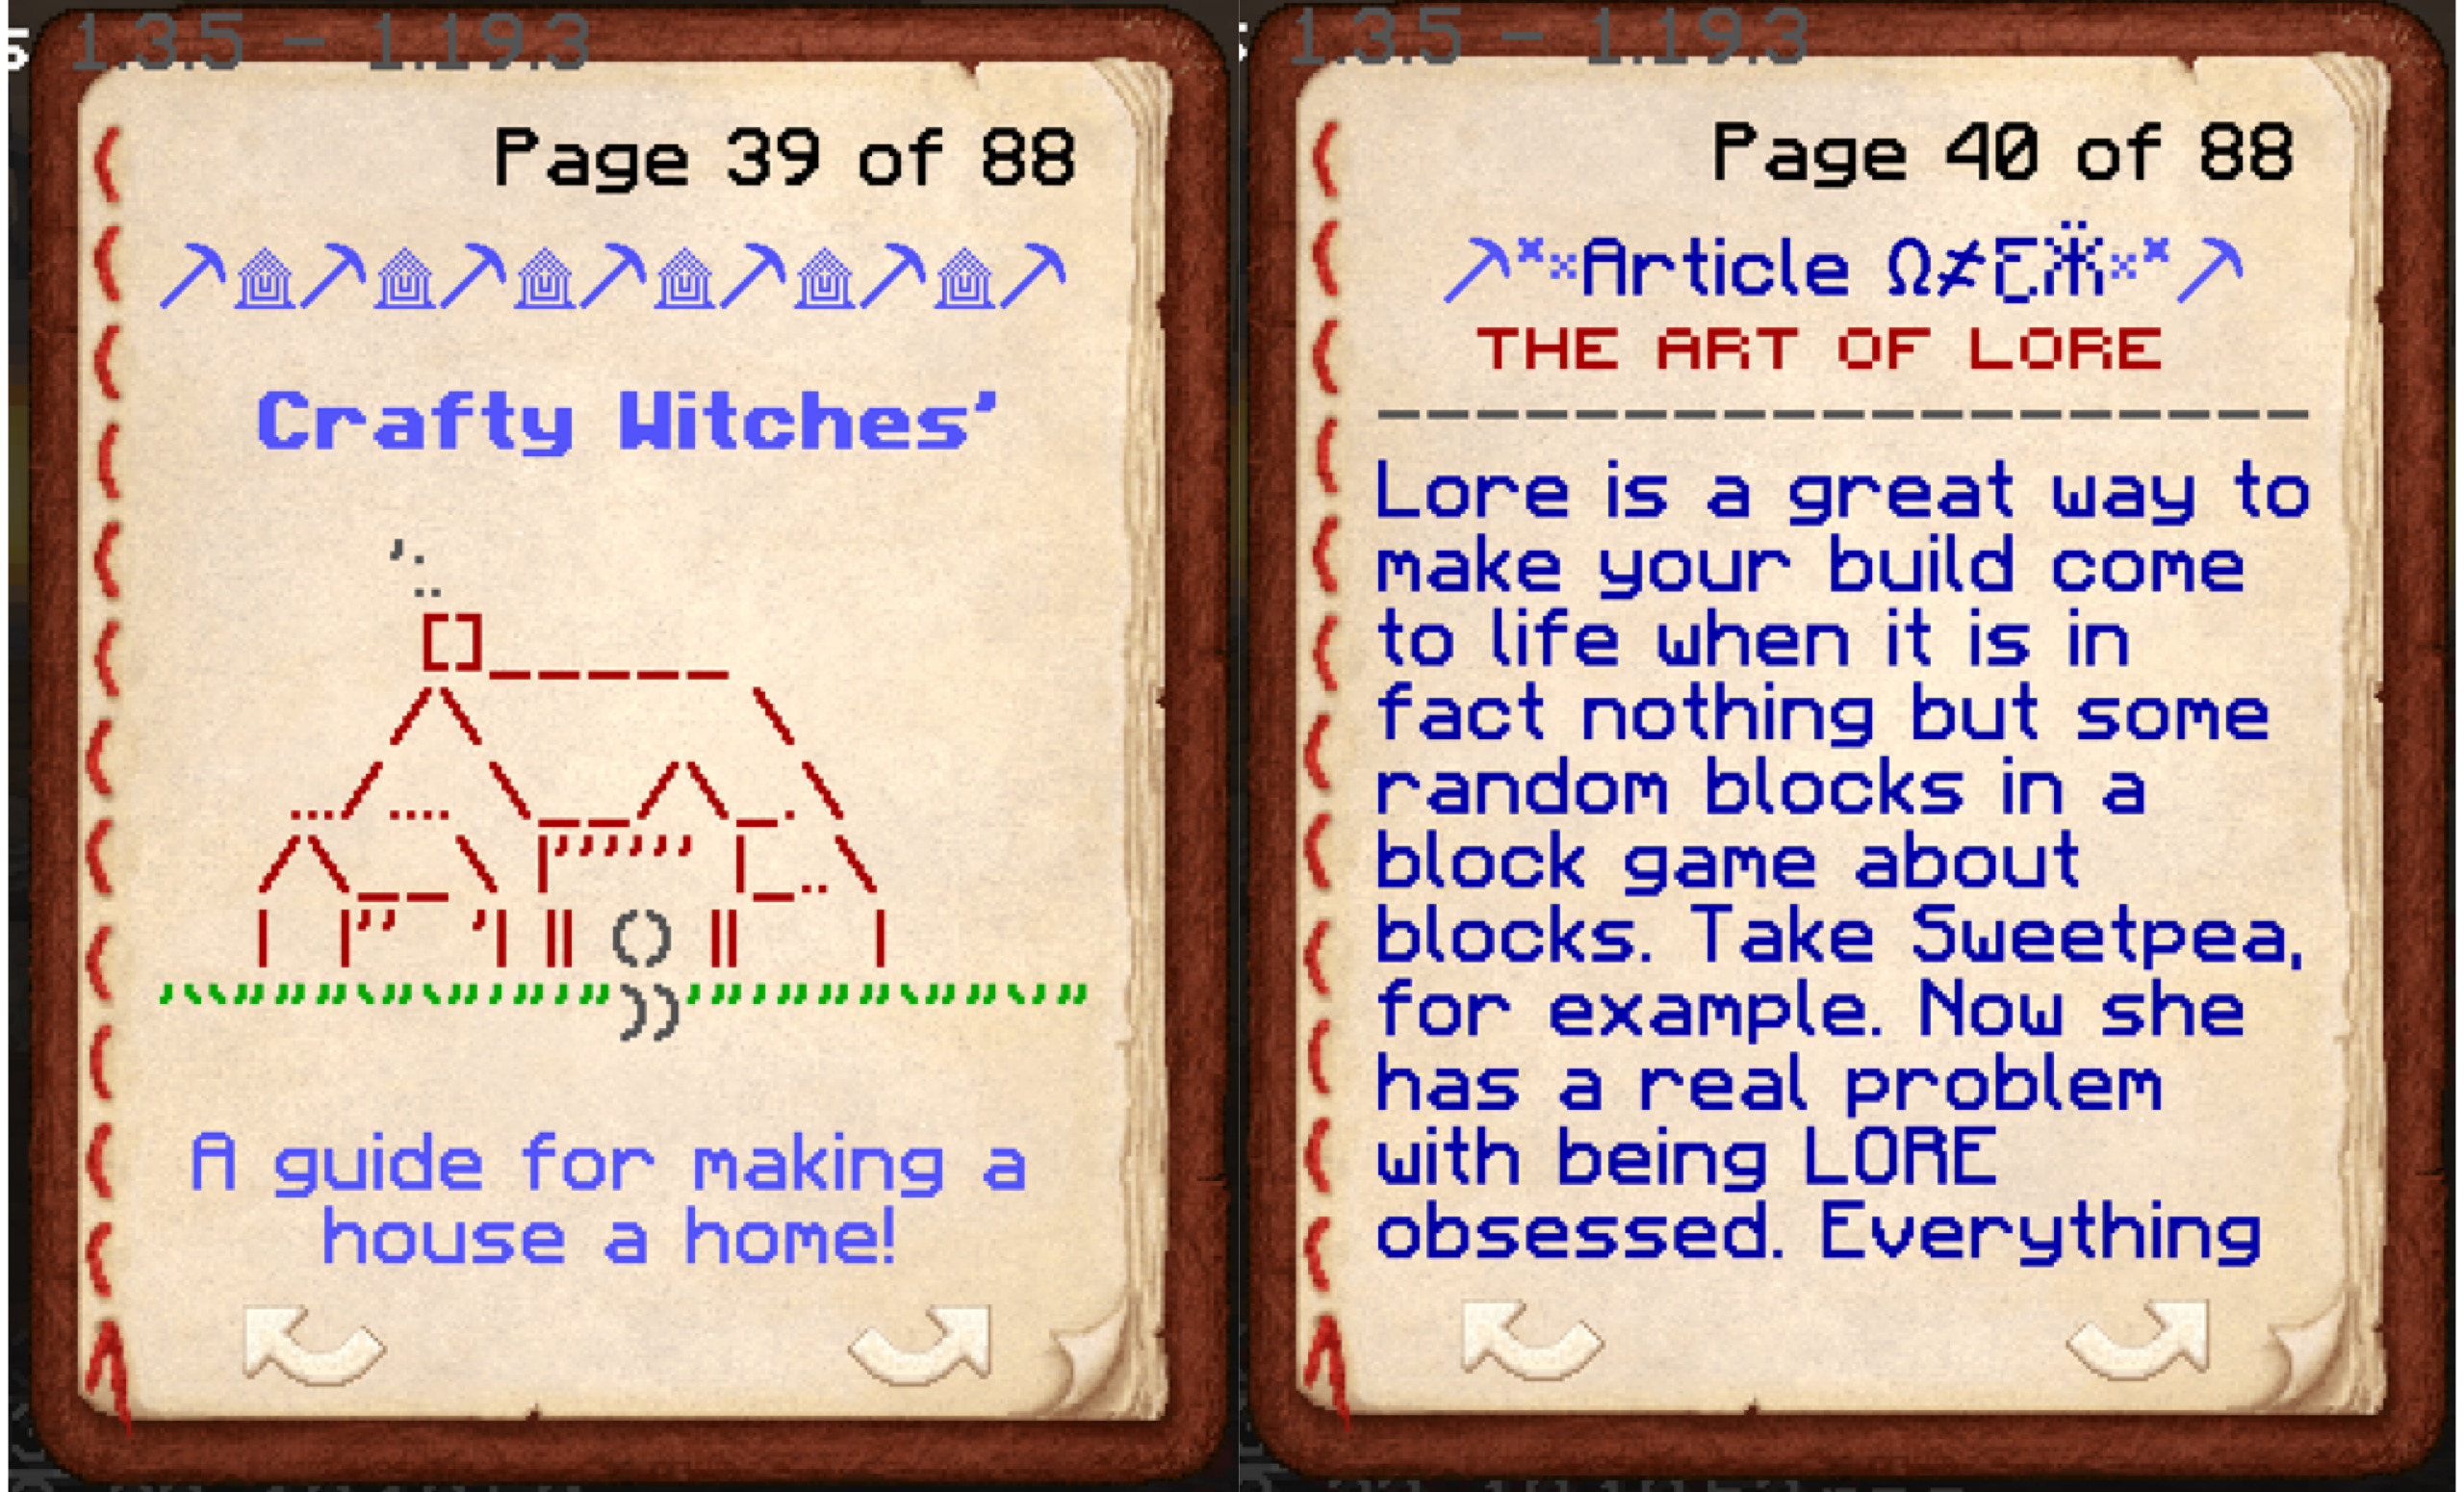 1.3.5 - 1.19.3
Page 39 of 88
Crafty Witches'
A guide for making a
house a home!
1.3.5 - 1.19.3
Page 40 of 88
Article Ω≭
THE ART OF LORE
Lore is a great way to
make your build come
to life when it is in
fact nothing but some
random blocks in a
block game about
blocks. Take Sweetpea,
for example. Now she
has a real problem
with being LORE
obsessed. Everything